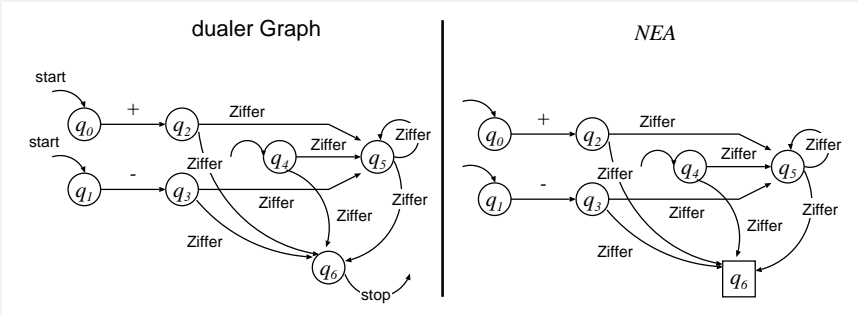 dualer Graph
start
+
q0
q2
Ziffer
start
-
q1
q3
Ziffer
q4
Ziffer
q5
Ziffer
Ziffer
Ziffer
Ziffer
Ziffer
q6
stop
NEA
+
q0
q2
Ziffer
-
q1
q3
Ziffer
q4
Ziffer
q5
Ziffer
Ziffer
Ziffer
Ziffer
Ziffer
q6